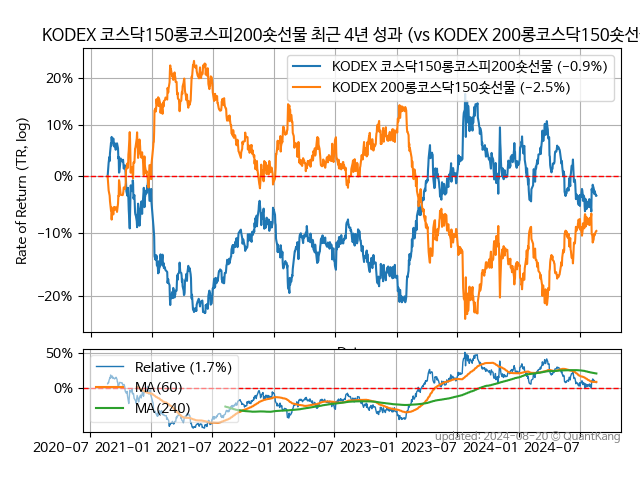 KODEX 코스닥150롱코스피200숏선물 최근 4년 성과 (vs KODEX 200롱코스닥150숏선
KODEX 코스닥150롱코스피200숏선물 (−0.9%)
KODEX 200롱코스닥150숏선물 (−2.5%)
Rate of Return (TR, log)
20%
10%
0%
−10%
−20%
50%
0%
Relative (1.7%)
MA(60)
MA(240)
updated: 2024-08-20 © QuantKang
2020-07 2021-01 2021-07 2022-01 2022-07 2023-01 2023-07 2024-01 2024-07